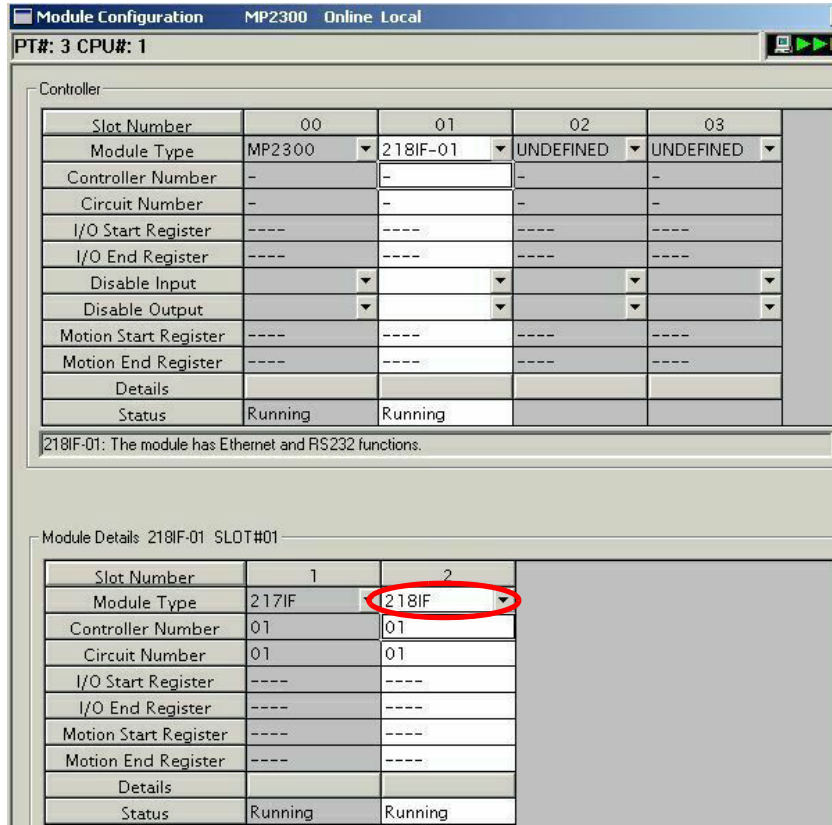 Module Configuration MP2300 Online Local
PT#: 3 CPU#: 1
Controller
Slot Number 00 01 02 03
Module Type MP2300 218IF-01 UNDEFINED UNDEFINED
Controller Number - - - -
Circuit Number - - - -
I/O Start Register ---- ---- ---- ----
I/O End Register ---- ---- ---- ----
Disable Input
Disable Output
Motion Start Register ---- ---- ---- ----
Motion End Register ---- ---- ---- ----
Details
Status Running Running
218IF-01: The module has Ethernet and RS232 functions.
Module Details 218IF-01 SLOT#01
Slot Number 1 2
Module Type 217IF 218IF
Controller Number 01 01
Circuit Number 01 01
I/O Start Register ---- ----
I/O End Register ---- ----
Motion Start Register ---- ----
Motion End Register ---- ----
Details
Status Running Running